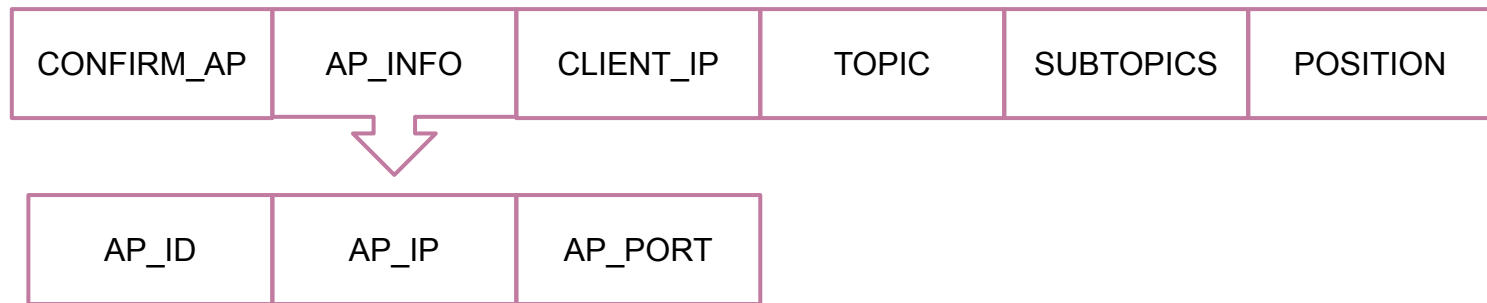 CONFIRM_AP AP_INFO CLIENT_IP TOPIC SUBTOPICS POSITION
AP_ID AP_IP AP_PORT